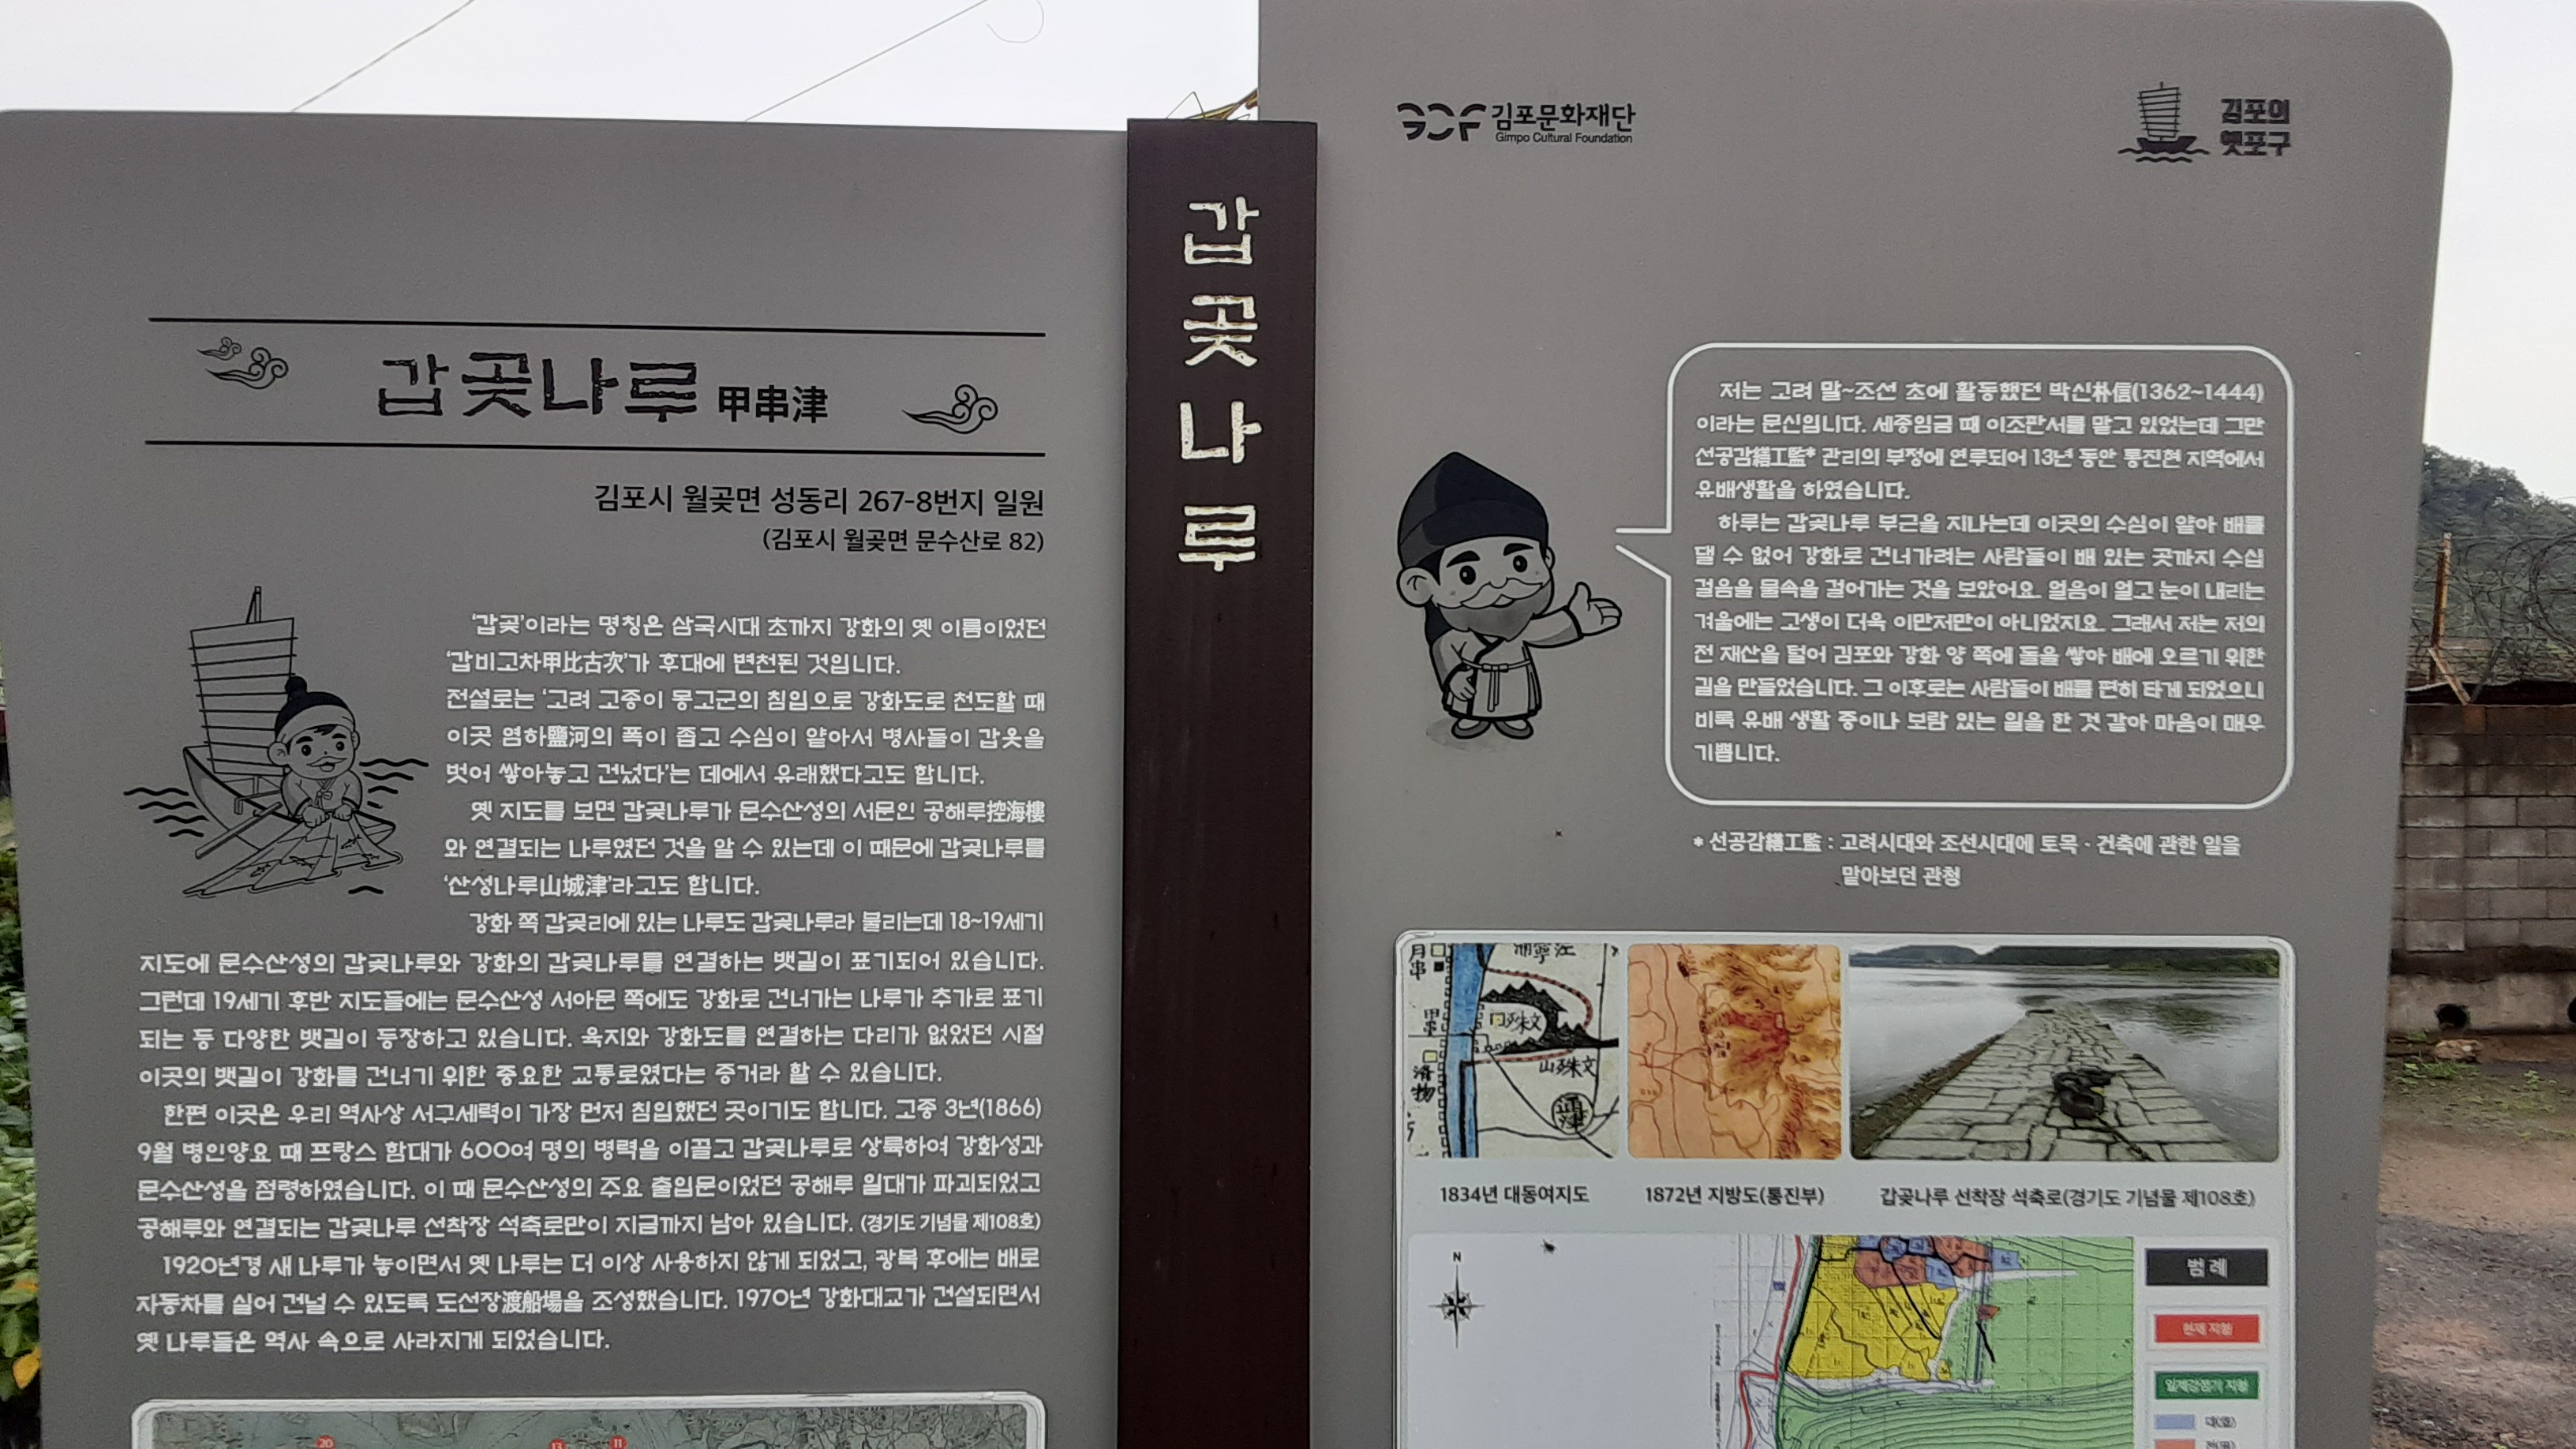 갑곶나루 甲串津
김포시 월곶면 성동리 267-8번지 일원
(김포시 월곶면 문수산로 82)
‘갑곶’이라는 명칭은 삼국시대 초까지 강화의 옛 이름이었던
‘갑비고차甲比古次’가 후대에 변천된 것입니다.
전설로는 ‘고려 고종이 몽고군의 침입으로 강화도로 천도할 때
이곳 염하鹽河의 폭이 좁고 수심이 얕아서 병사들이 갑옷을
벗어 쌓아놓고 건넜다’는 데에서 유래했다고도 합니다.
옛 지도를 보면 갑곶나루가 문수산성의 서문인 공해루控海樓
와 연결되는 나루였던 것을 알 수 있는데 이 때문에 갑곶나루를
‘산성나루山城津’라고도 합니다.
강화 쪽 갑곶리에 있는 나루도 갑곶나루라 불리는데 18~19세기
지도에 문수산성의 갑곶나루와 강화의 갑곶나루를 연결하는 뱃길이 표기되어 있습니다.
그런데 19세기 후반 지도들에는 문수산성 서아문 쪽에도 강화로 건너가는 나루가 추가로 표기
되는 등 다양한 뱃길이 등장하고 있습니다. 육지와 강화도를 연결하는 다리가 없었던 시절
이곳의 뱃길이 강화를 건너기 위한 중요한 교통로였다는 증거라 할 수 있습니다.
한편 이곳은 우리 역사상 서구세력이 가장 먼저 침입했던 곳이기도 합니다. 고종 3년(1866)
9월 병인양요 때 프랑스 함대가 600여 명의 병력을 이끌고 갑곶나루로 상륙하여 강화성과
문수산성을 점령하였습니다. 이 때 문수산성의 주요 출입문이었던 공해루 일대가 파괴되었고
공해루와 연결되는 갑곶나루 선착장 석축로만이 지금까지 남아 있습니다. (경기도 기념물 제108호)
1920년경 새 나루가 놓이면서 옛 나루는 더 이상 사용하지 않게 되었고, 광복 후에는 배로
자동차를 실어 건널 수 있도록 도선장渡船場을 조성했습니다. 1970년 강화대교가 건설되면서
옛 나루들은 역사 속으로 사라지게 되었습니다.
20
13
11
갑곶나루
GCF 김포문화재단
Gimpo Cultural Foundation
김포의
옛포구
저는 고려 말~조선 초에 활동했던 박신朴信(1362~1444)
이라는 문신입니다. 세종임금 때 이조판서를 맡고 있었는데 그만
선공감繕工監* 관리의 부정에 연루되어 13년 동안 통진현 지역에서
유배생활을 하였습니다.
하루는 갑곶나루 부근을 지나는데 이곳의 수심이 얕아 배를
댈 수 없어 강화로 건너가려는 사람들이 배 있는 곳까지 수십
걸음을 물속을 걸어가는 것을 보았어요. 얼음이 얼고 눈이 내리는
겨울에는 고생이 더욱 이만저만이 아니었지요. 그래서 저는 저의
전 재산을 털어 김포와 강화 양 쪽에 돌을 쌓아 배에 오르기 위한
길을 만들었습니다. 그 이후로는 사람들이 배를 편히 타게 되었으니
비록 유배 생활 중이나 보람 있는 일을 한 것 같아 마음이 매우
기쁩니다.
* 선공감繕工監 : 고려시대와 조선시대에 토목·건축에 관한 일을
맡아보던 관청
月串
甲串
山殊文
1834년 대동여지도
1872년 지방도(통진부)
갑곶나루 선착장 석축로(경기도 기념물 제108호)
N
범 례
현재 지형
일제강점기 지형